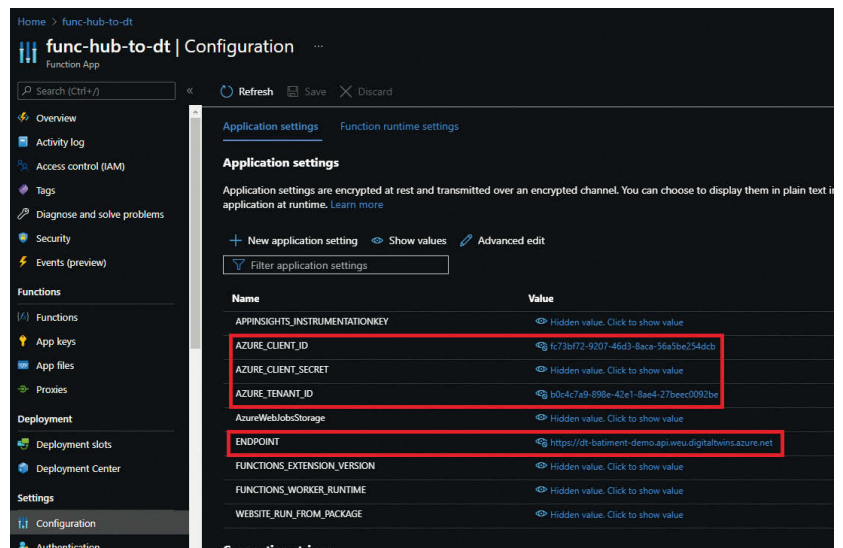 Home > func-hub-to-dt
func-hub-to-dt | Configuration ...
Function App
Search (Ctrl+/)
«
Refresh Save Discard
Overview
Activity log
Access control (IAM)
Tags
Diagnose and solve problems
Security
Events (preview)
Functions
Functions
App keys
App files
Proxies
Deployment
Deployment slots
Deployment Center
Settings
Configuration
Authentication
Application settings Function runtime settings
Application settings
Application settings are encrypted at rest and transmitted over an encrypted channel. You can choose to display them in plain text in
application at runtime. Learn more
New application setting Show values Advanced edit
Filter application settings
Name Value
APPINSIGHTS_INSTRUMENTATIONKEY Hidden value. Click to show value
AZURE_CLIENT_ID fc73bf72-9207-46d3-8aca-56a5be254dcb
AZURE_CLIENT_SECRET Hidden value. Click to show value
AZURE_TENANT_ID b0c4c7a9-898e-42e1-8ae4-27beec0092be
AzureWebJobsStorage Hidden value. Click to show value
ENDPOINT https://dt-batiment-demo.api.weu.digitaltwins.azure.net
FUNCTIONS_EXTENSION_VERSION Hidden value. Click to show value
FUNCTIONS_WORKER_RUNTIME Hidden value. Click to show value
WEBSITE_RUN_FROM_PACKAGE Hidden value. Click to show value